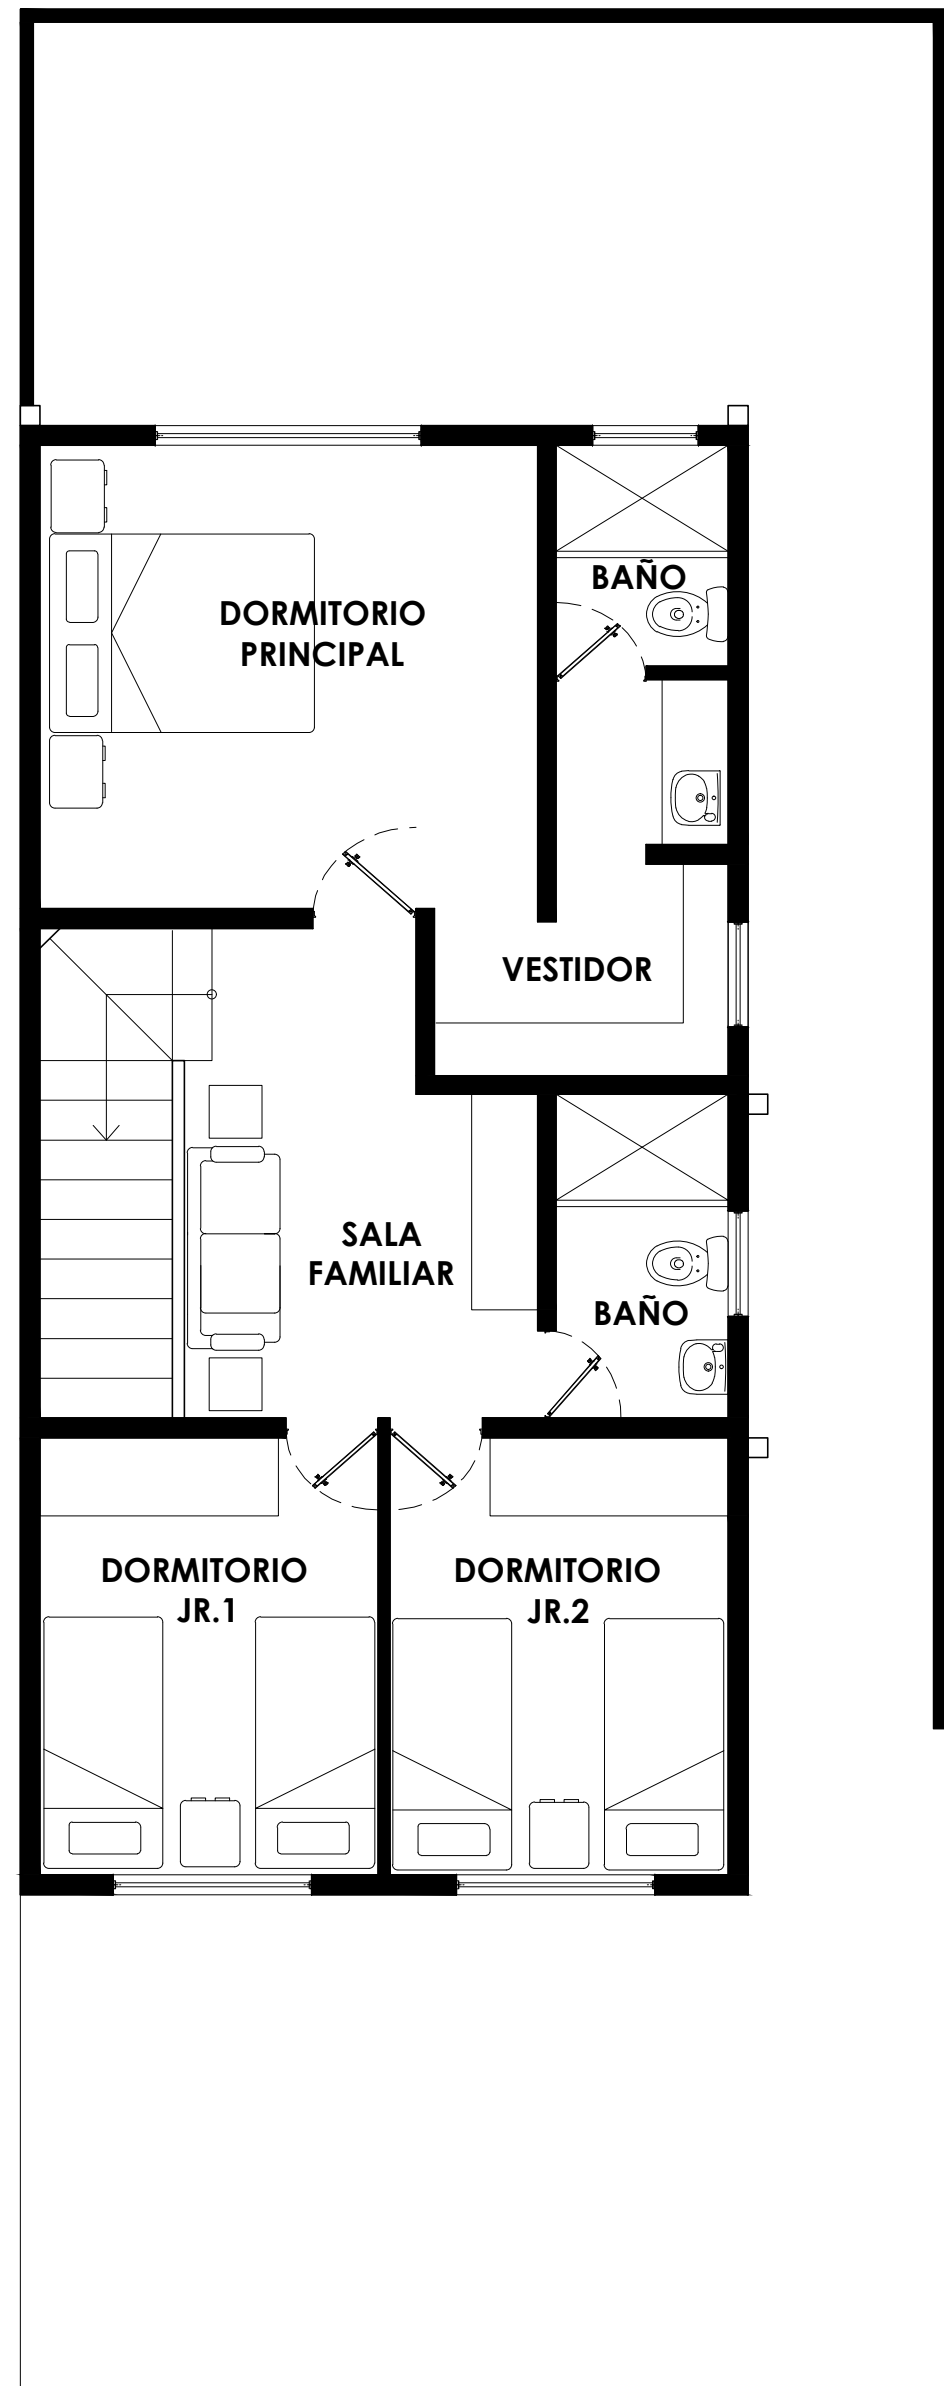 BAÑO
DORMITORIO
PRINCIPAL
VESTIDOR
SALA
FAMILIAR
BAÑO
DORMITORIO
JR.1
DORMITORIO
JR.2